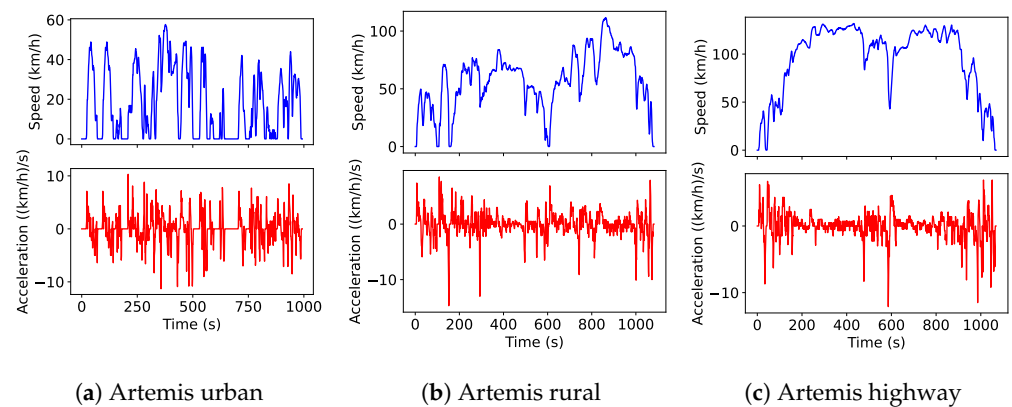 60
40
20
0
Speed (km/h)
10
0
−10
Acceleration ((km/h)/s)
0 250 500 750 1000
Time (s)
(a) Artemis urban
100
50
0
Speed (km/h)
0
−10
Acceleration ((km/h)/s)
0 200 400 600 800 1000
Time (s)
(b) Artemis rural
100
50
0
Speed (km/h)
5
0
−5
−10
Acceleration ((km/h)/s)
0 200 400 600 800 1000
Time (s)
(c) Artemis highway